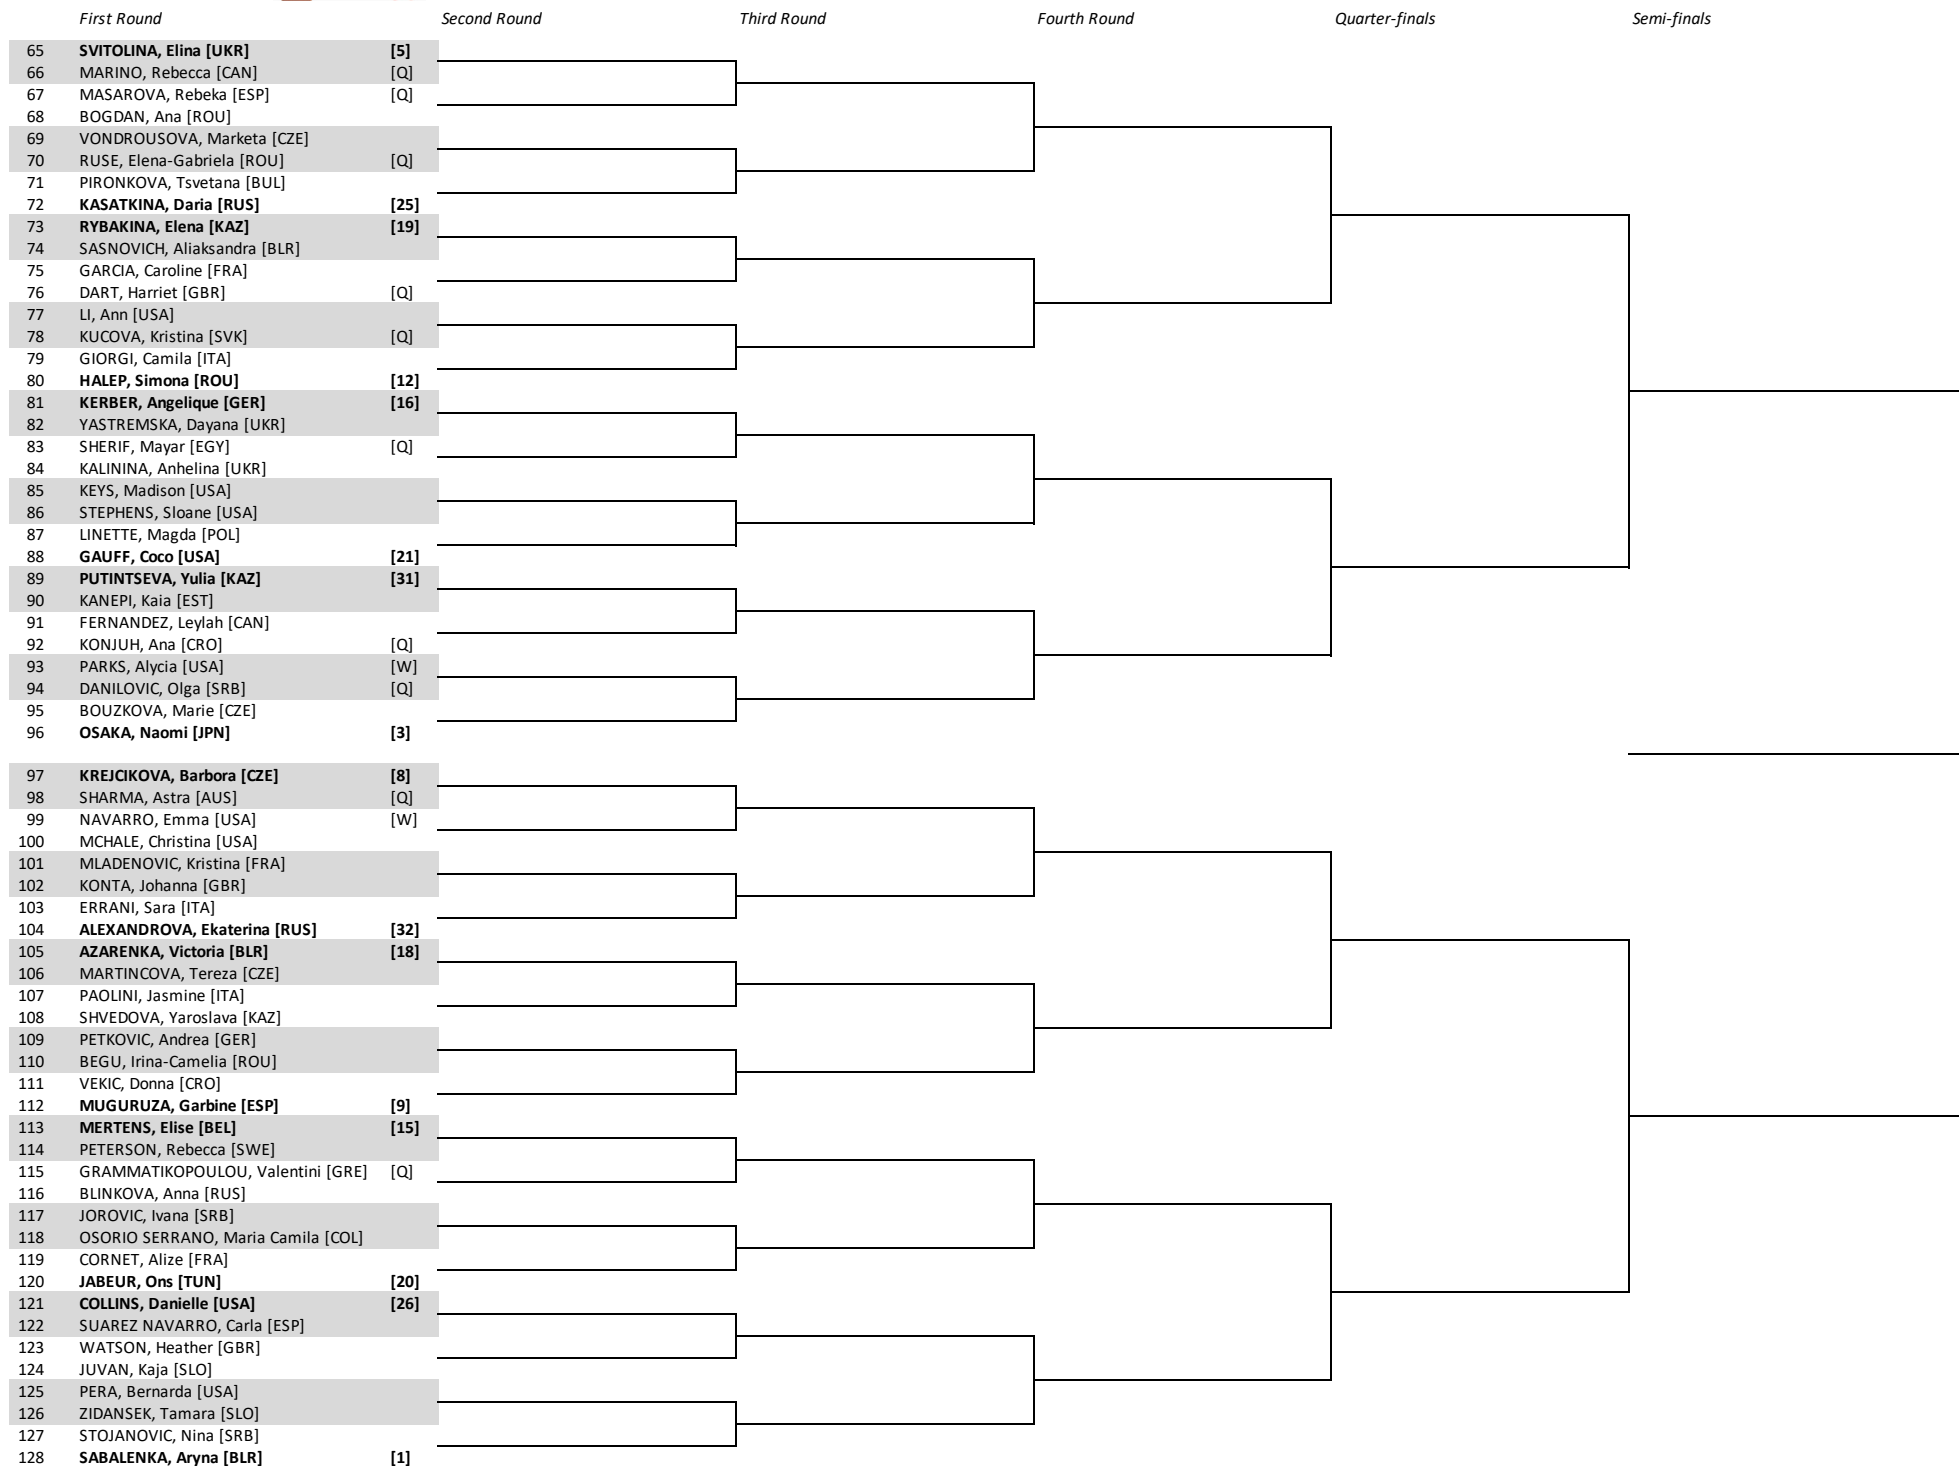 First Round Second Round Third Round Fourth Round Quarter-finals Semi-finals
65 SVITOLINA, Elina [UKR] [5]
66 MARINO, Rebecca [CAN] [Q]
67 MASAROVA, Rebeka [ESP] [Q]
68 BOGDAN, Ana [ROU]
69 VONDROUSOVA, Marketa [CZE]
70 RUSE, Elena-Gabriela [ROU] [Q]
71 PIRONKOVA, Tsvetana [BUL]
72 KASATKINA, Daria [RUS] [25]
73 RYBAKINA, Elena [KAZ] [19]
74 SASNOVICH, Aliaksandra [BLR]
75 GARCIA, Caroline [FRA]
76 DART, Harriet [GBR] [Q]
77 LI, Ann [USA]
78 KUCOVA, Kristina [SVK] [Q]
79 GIORGI, Camila [ITA]
80 HALEP, Simona [ROU] [12]
81 KERBER, Angelique [GER] [16]
82 YASTREMSKA, Dayana [UKR]
83 SHERIF, Mayar [EGY] [Q]
84 KALININA, Anhelina [UKR]
85 KEYS, Madison [USA]
86 STEPHENS, Sloane [USA]
87 LINETTE, Magda [POL]
88 GAUFF, Coco [USA] [21]
89 PUTINTSEVA, Yulia [KAZ] [31]
90 KANEPI, Kaia [EST]
91 FERNANDEZ, Leylah [CAN]
92 KONJUH, Ana [CRO] [Q]
93 PARKS, Alycia [USA] [W]
94 DANILOVIC, Olga [SRB] [Q]
95 BOUZKOVA, Marie [CZE]
96 OSAKA, Naomi [JPN] [3]
97 KREJCIKOVA, Barbora [CZE] [8]
98 SHARMA, Astra [AUS] [Q]
99 NAVARRO, Emma [USA] [W]
100 MCHALE, Christina [USA]
101 MLADENOVIC, Kristina [FRA]
102 KONTA, Johanna [GBR]
103 ERRANI, Sara [ITA]
104 ALEXANDROVA, Ekaterina [RUS] [32]
105 AZARENKA, Victoria [BLR] [18]
106 MARTINCOVA, Tereza [CZE]
107 PAOLINI, Jasmine [ITA]
108 SHVEDOVA, Yaroslava [KAZ]
109 PETKOVIC, Andrea [GER]
110 BEGU, Irina-Camelia [ROU]
111 VEKIC, Donna [CRO]
112 MUGURUZA, Garbine [ESP] [9]
113 MERTENS, Elise [BEL] [15]
114 PETERSON, Rebecca [SWE]
115 GRAMMATIKOPOULOU, Valentini [GRE] [Q]
116 BLINKOVA, Anna [RUS]
117 JOROVIC, Ivana [SRB]
118 OSORIO SERRANO, Maria Camila [COL]
119 CORNET, Alize [FRA]
120 JABEUR, Ons [TUN] [20]
121 COLLINS, Danielle [USA] [26]
122 SUAREZ NAVARRO, Carla [ESP]
123 WATSON, Heather [GBR]
124 JUVAN, Kaja [SLO]
125 PERA, Bernarda [USA]
126 ZIDANSEK, Tamara [SLO]
127 STOJANOVIC, Nina [SRB]
128 SABALENKA, Aryna [BLR] [1]